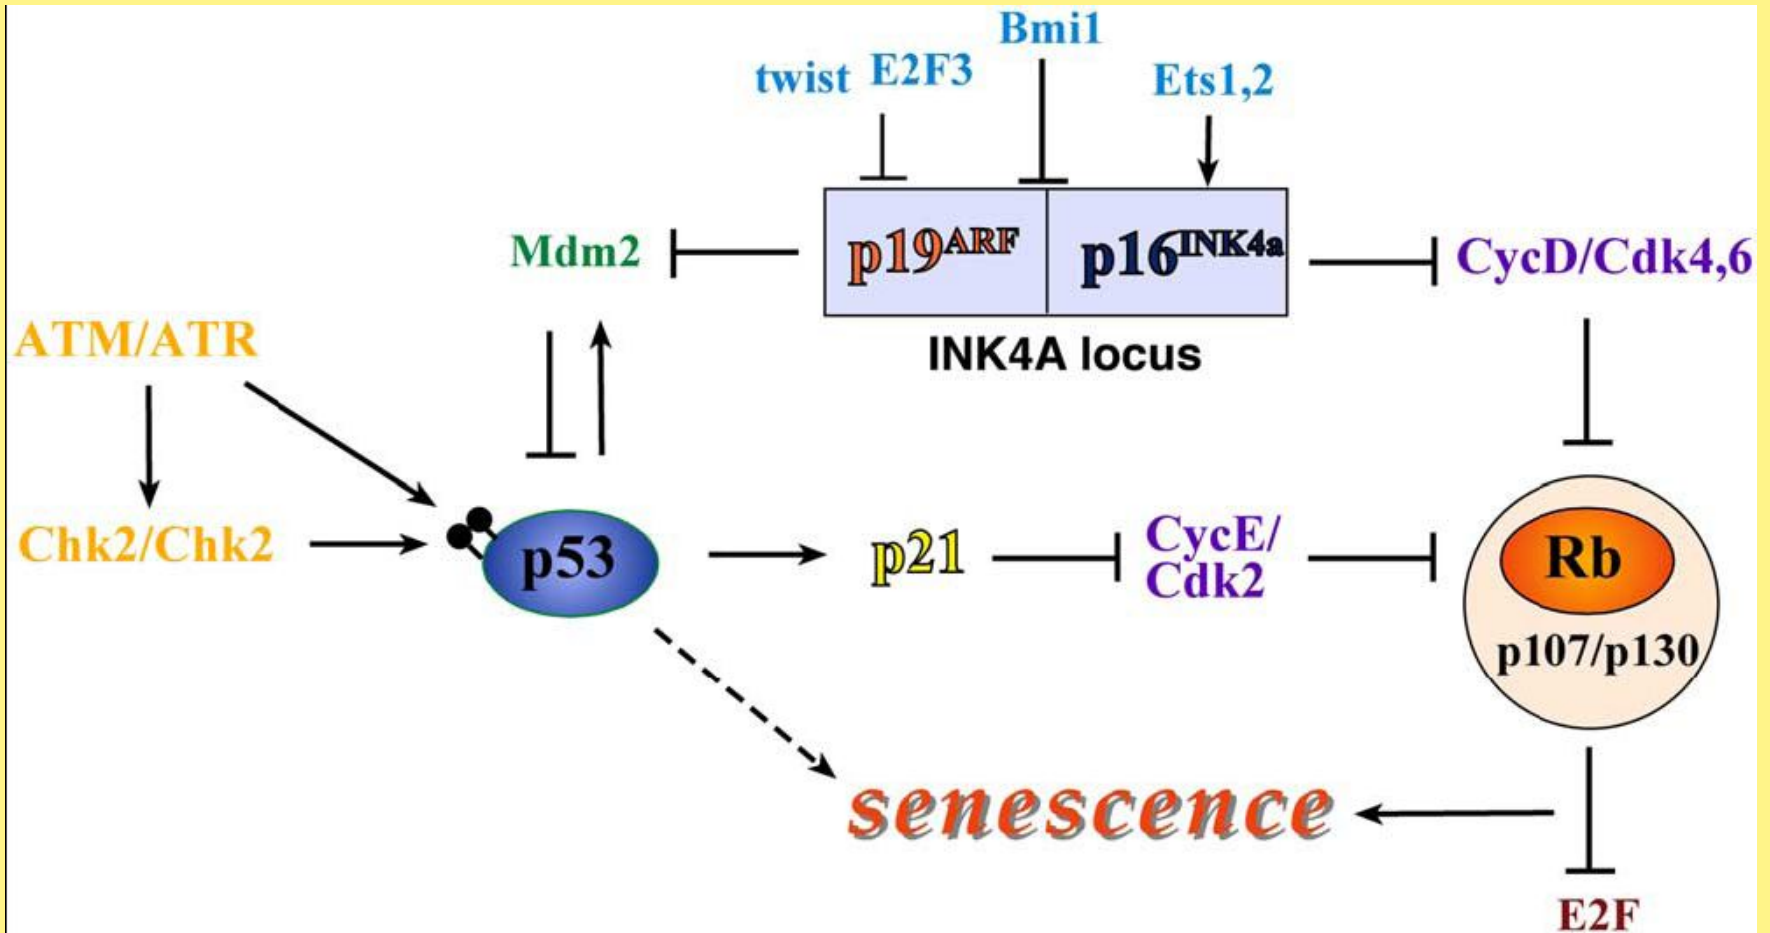 Bmi1
twist E2F3
Ets1,2
Mdm2
p19ARF
p16INK4a
CycD/Cdk4,6
INK4A locus
ATM/ATR
Chk2/Chk2
p53
p21
CycE/
Cdk2
Rb
p107/p130
senescence
E2F